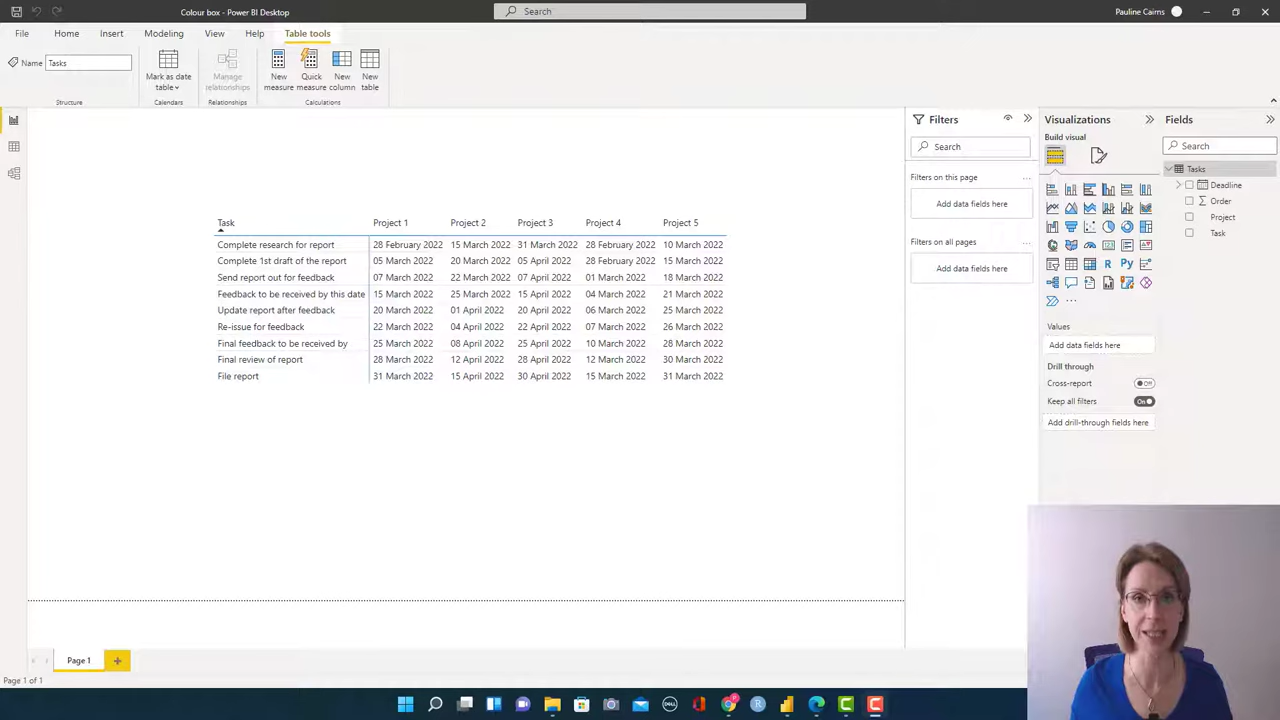 Colour box - Power BI Desktop
Search
Pauline Cairns
File Home Insert Modeling View Help Table tools
Name Tasks
Mark as date table
Manage relationships
New measure
Quick measure
New column
New table
Structure
Calendars
Relationships
Calculations
Filters
Search
Filters on this page
Add data fields here
Filters on all pages
Add data fields here
Visualizations
Build visual
R Py
Values
Add data fields here
Drill through
Cross-report Off
Keep all filters On
Add drill-through fields here
Fields
Search
Tasks
Deadline
Order
Project
Task
Task Project 1 Project 2 Project 3 Project 4 Project 5
Complete research for report 28 February 2022 15 March 2022 31 March 2022 28 February 2022 10 March 2022
Complete 1st draft of the report 05 March 2022 20 March 2022 05 April 2022 28 February 2022 15 March 2022
Send report out for feedback 07 March 2022 22 March 2022 07 April 2022 01 March 2022 18 March 2022
Feedback to be received by this date 15 March 2022 25 March 2022 15 April 2022 04 March 2022 21 March 2022
Update report after feedback 20 March 2022 01 April 2022 20 April 2022 06 March 2022 25 March 2022
Re-issue for feedback 22 March 2022 04 April 2022 22 April 2022 07 March 2022 26 March 2022
Final feedback to be received by 25 March 2022 08 April 2022 25 April 2022 10 March 2022 28 March 2022
Final review of report 28 March 2022 12 April 2022 28 April 2022 12 March 2022 30 March 2022
File report 31 March 2022 15 April 2022 30 April 2022 15 March 2022 31 March 2022
Page 1
Page 1 of 1
DELL
R